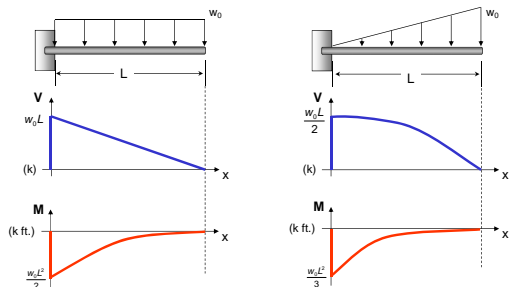 w₀
L
V
w₀L
(k)
x
M
(k ft.)
x
w₀L²
2
w₀
L
V
w₀L
2
(k)
x
M
(k ft.)
x
w₀L²
3